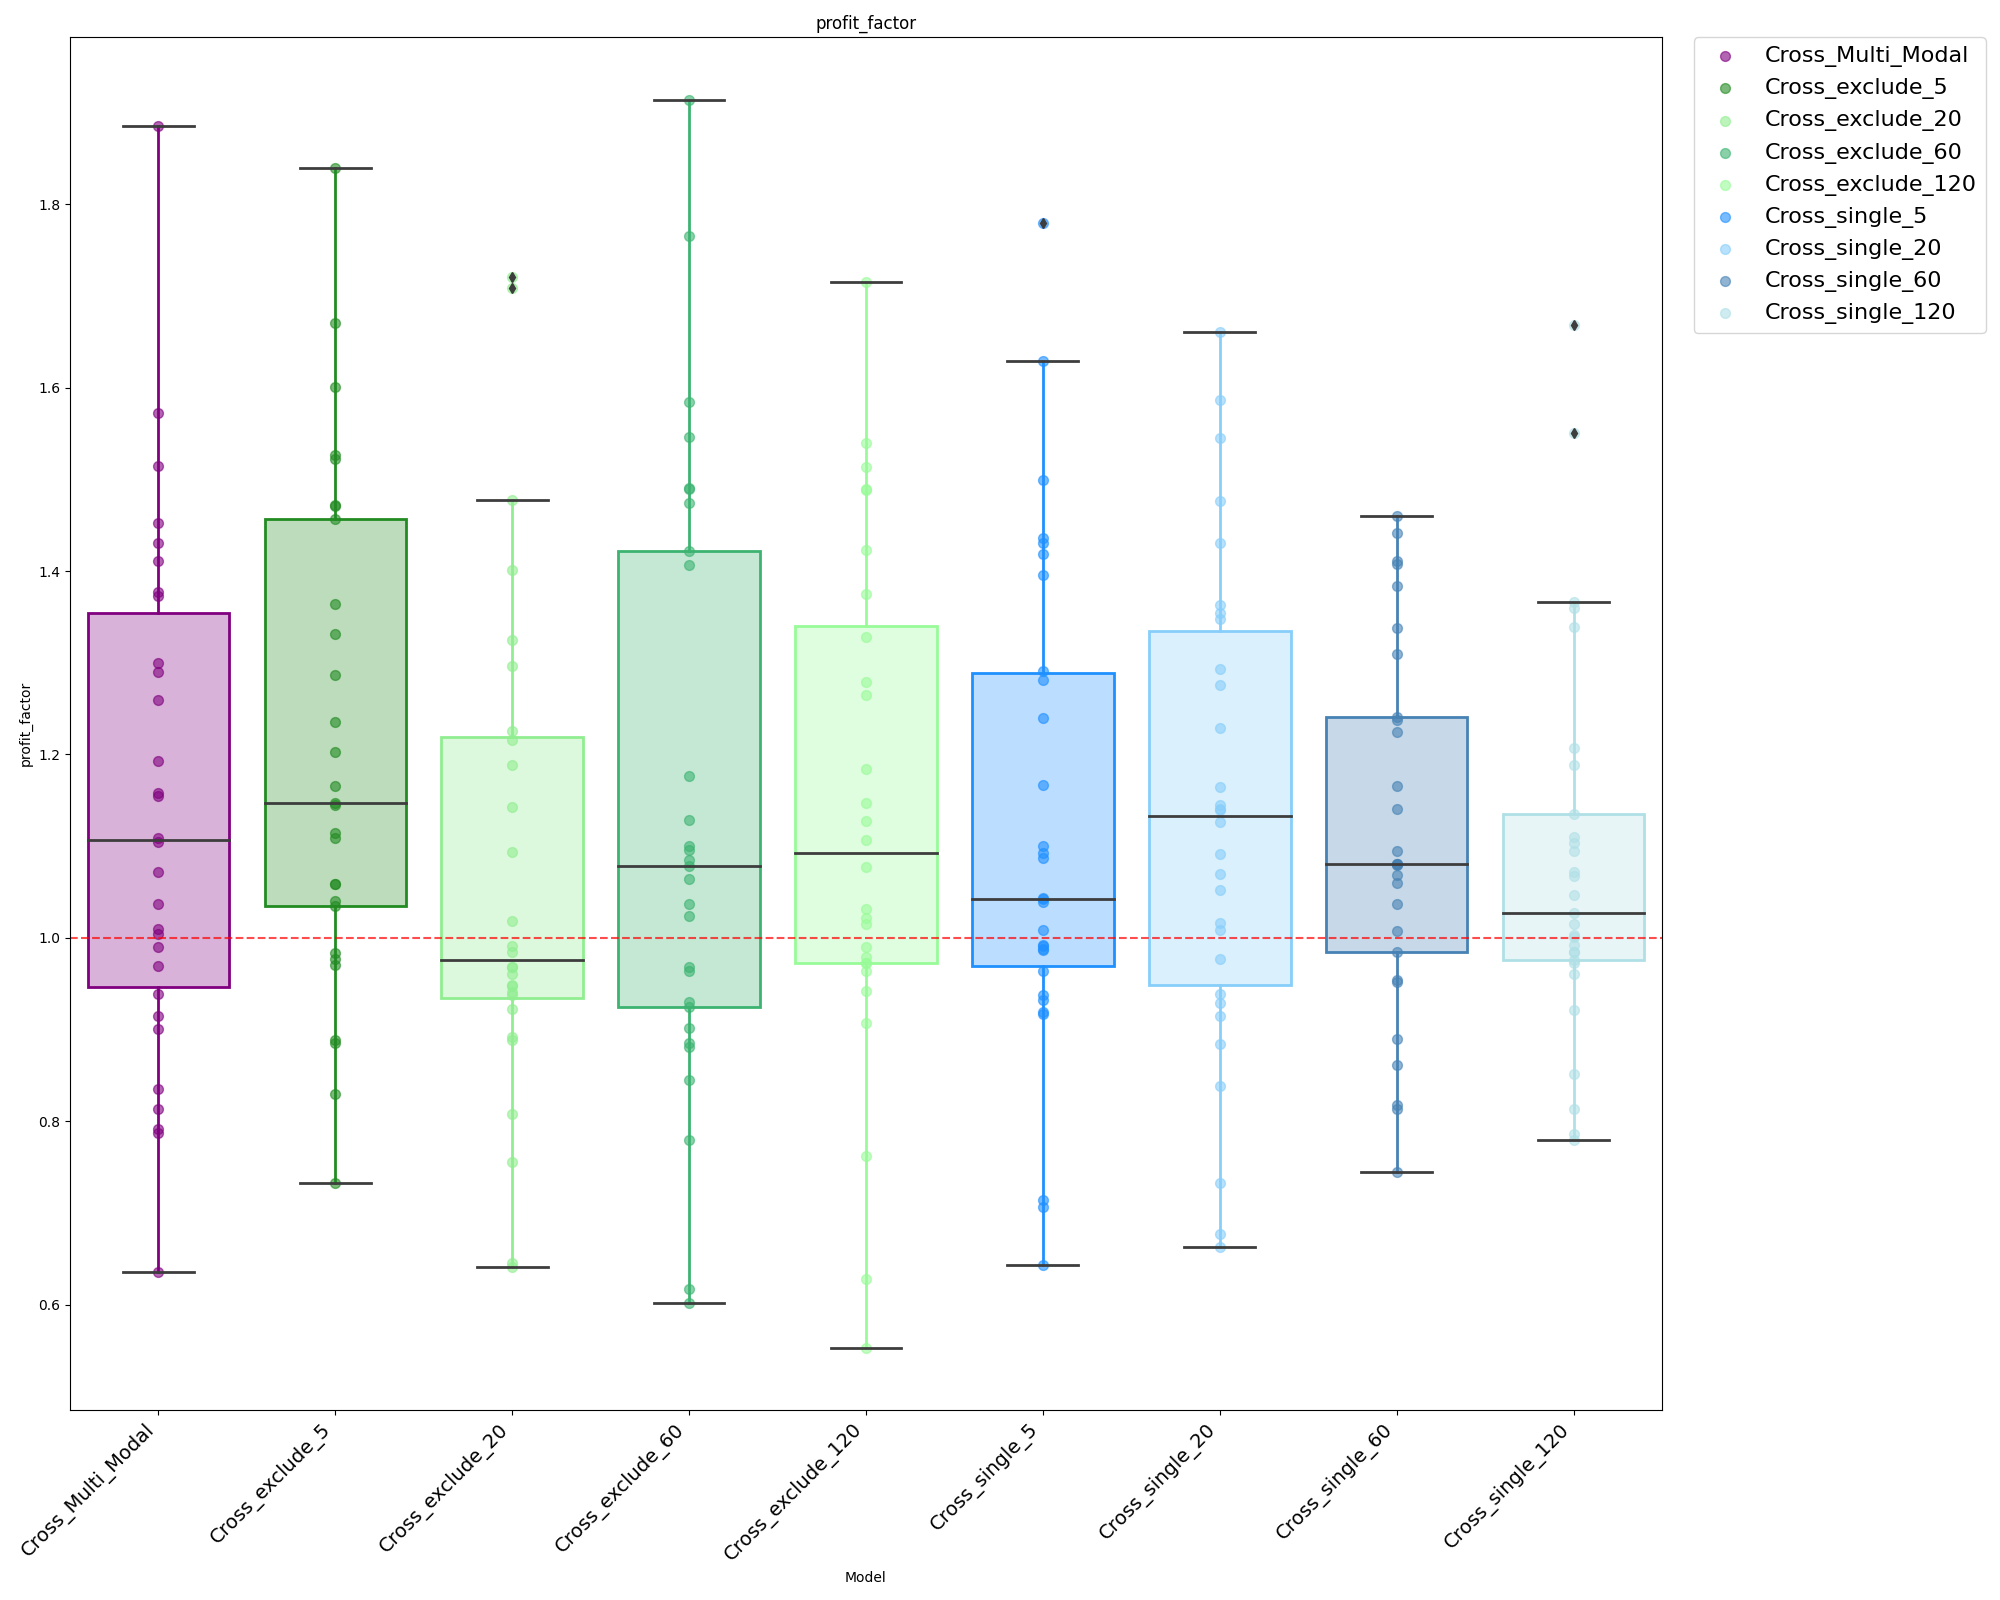 profit_factor
Cross_Multi_Modal
Cross_exclude_5
Cross_exclude_20
Cross_exclude_60
Cross_exclude_120
Cross_single_5
Cross_single_20
Cross_single_60
Cross_single_120
profit_factor
1.8
1.6
1.4
1.2
1.0
0.8
0.6
Cross_Multi_Modal
Cross_exclude_5
Cross_exclude_20
Cross_exclude_60
Cross_exclude_120
Cross_single_5
Cross_single_20
Cross_single_60
Cross_single_120
Model